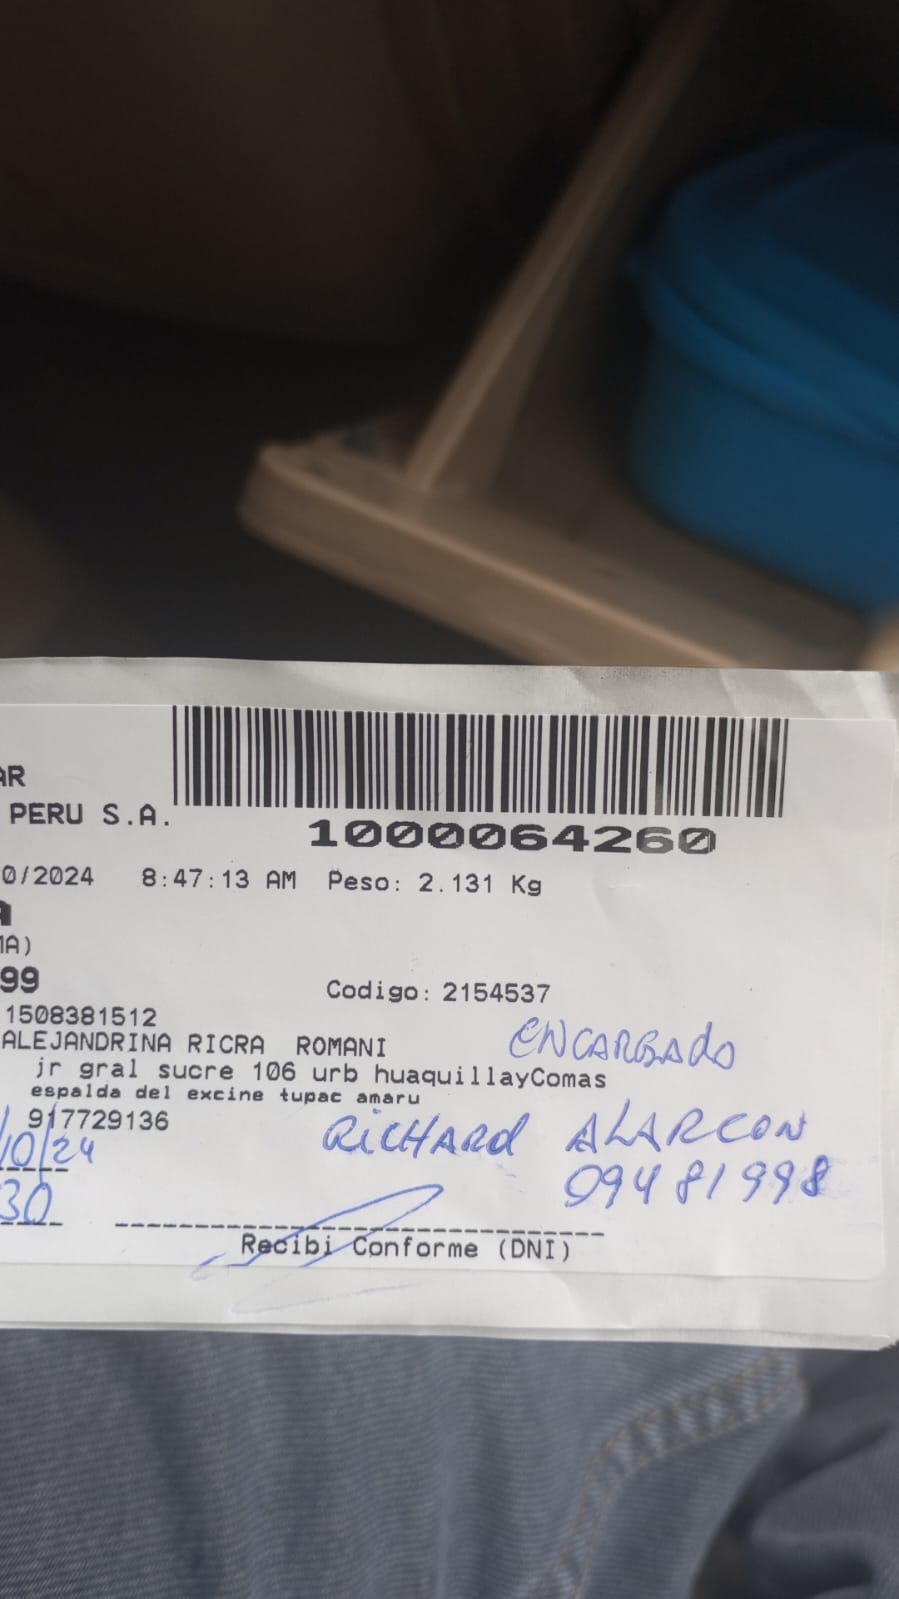 AR
PERU S.A.
1000064260
0/2024 8:47:13 AM Peso: 2.131 Kg
a
MA)
99
Codigo: 2154537
1508381512
ALEJANDRINA RICRA ROMANI
ENCARGADO
jr gral sucre 106 urb huaquillayComas
espalda del excine tupac amaru
917729136
/10/24
RICHARD ALARCON
09481998
30
Recibi Conforme (DNI)